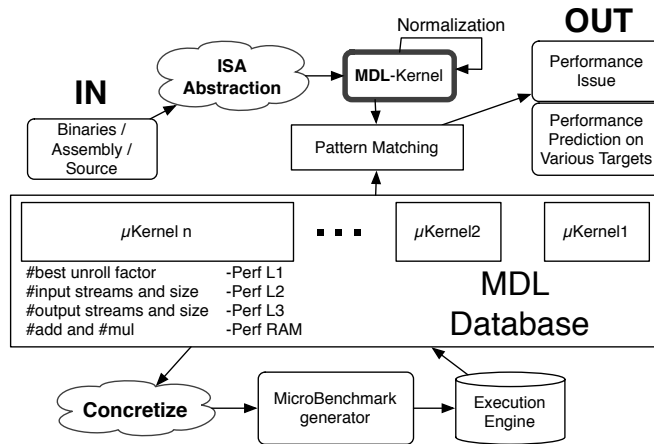 Normalization
OUT
ISA
Abstraction
MDL-Kernel
Performance
Issue
IN
Binaries /
Assembly /
Source
Pattern Matching
Performance
Prediction on
Various Targets
μKernel n
...
μKernel2
μKernel1
#best unroll factor
-Perf L1
#input streams and size
-Perf L2
#output streams and size
-Perf L3
#add and #mul
-Perf RAM
MDL
Database
Concretize
MicroBenchmark
generator
Execution
Engine